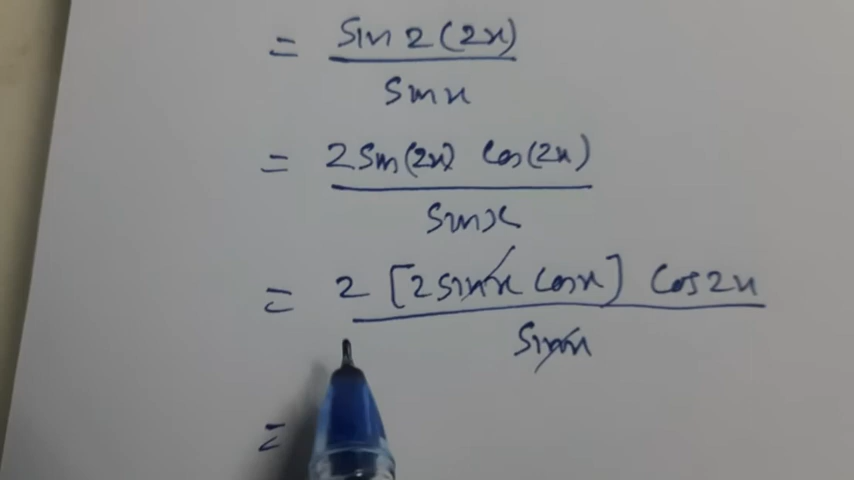 = sin 2 (2x) / sin x
= 2 sin(2x) cos(2x) / sin x
= 2 [2 sin x cos x] cos 2x / sin x
=